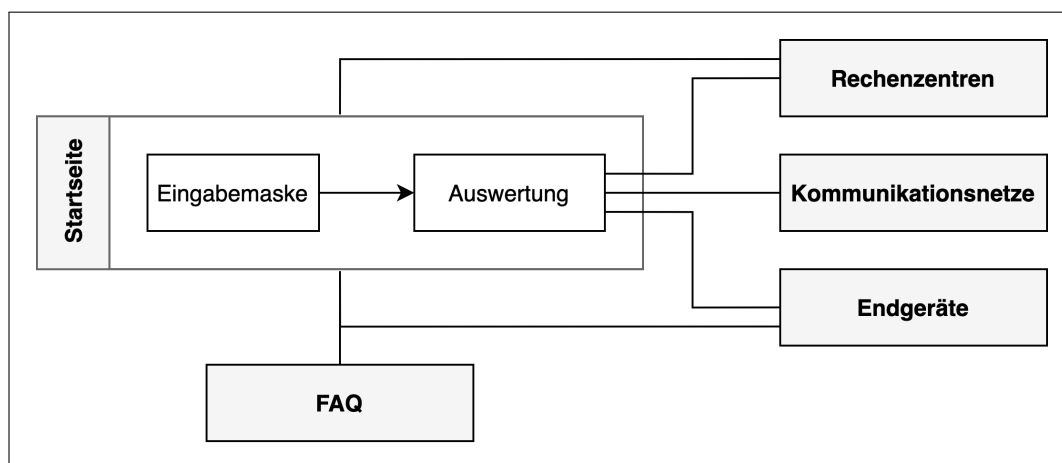 Rechenzentren
Startseite
Eingabemaske
Auswertung
Kommunikationsnetze
Endgeräte
FAQ